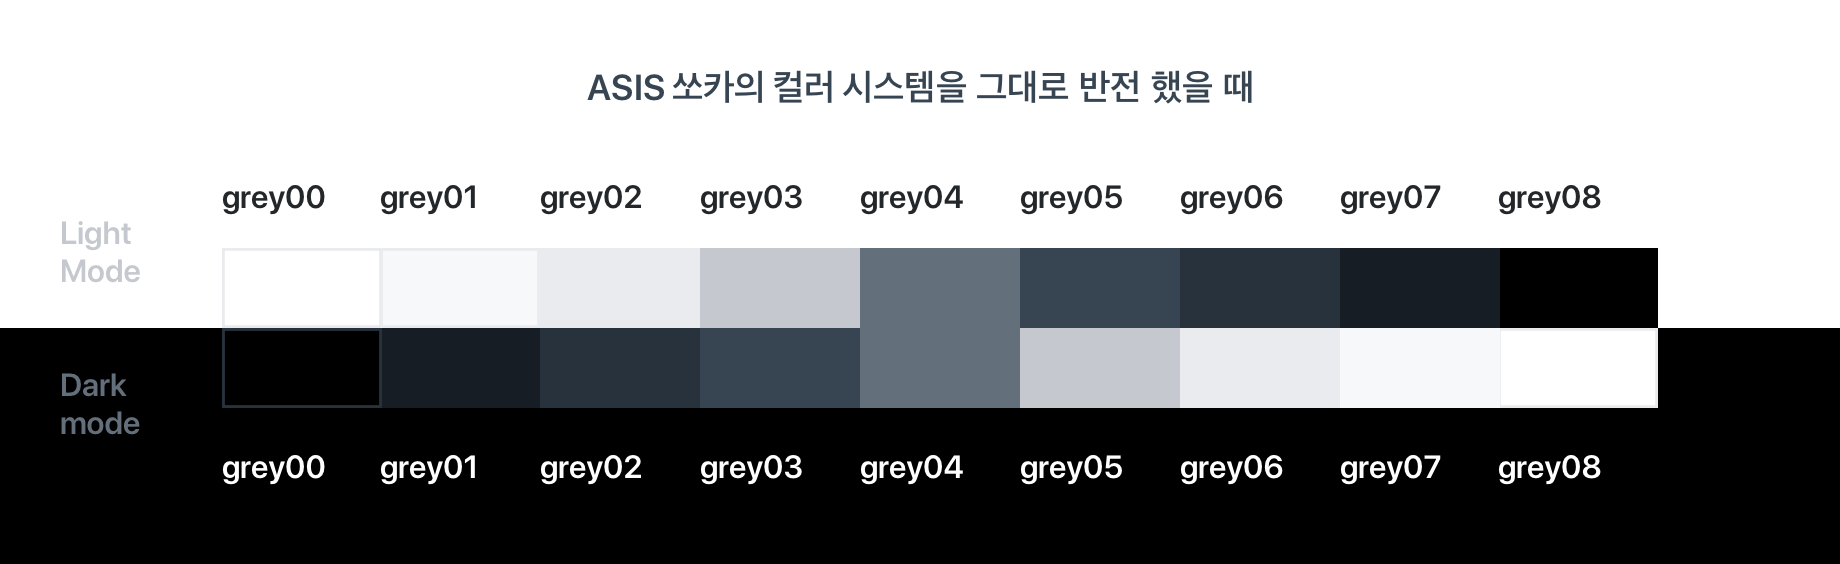 ASIS 쏘카의 컬러 시스템을 그대로 반전 했을 때
grey00 grey01 grey02 grey03 grey04 grey05 grey06 grey07 grey08
Light
Mode
Dark
mode
grey00 grey01 grey02 grey03 grey04 grey05 grey06 grey07 grey08